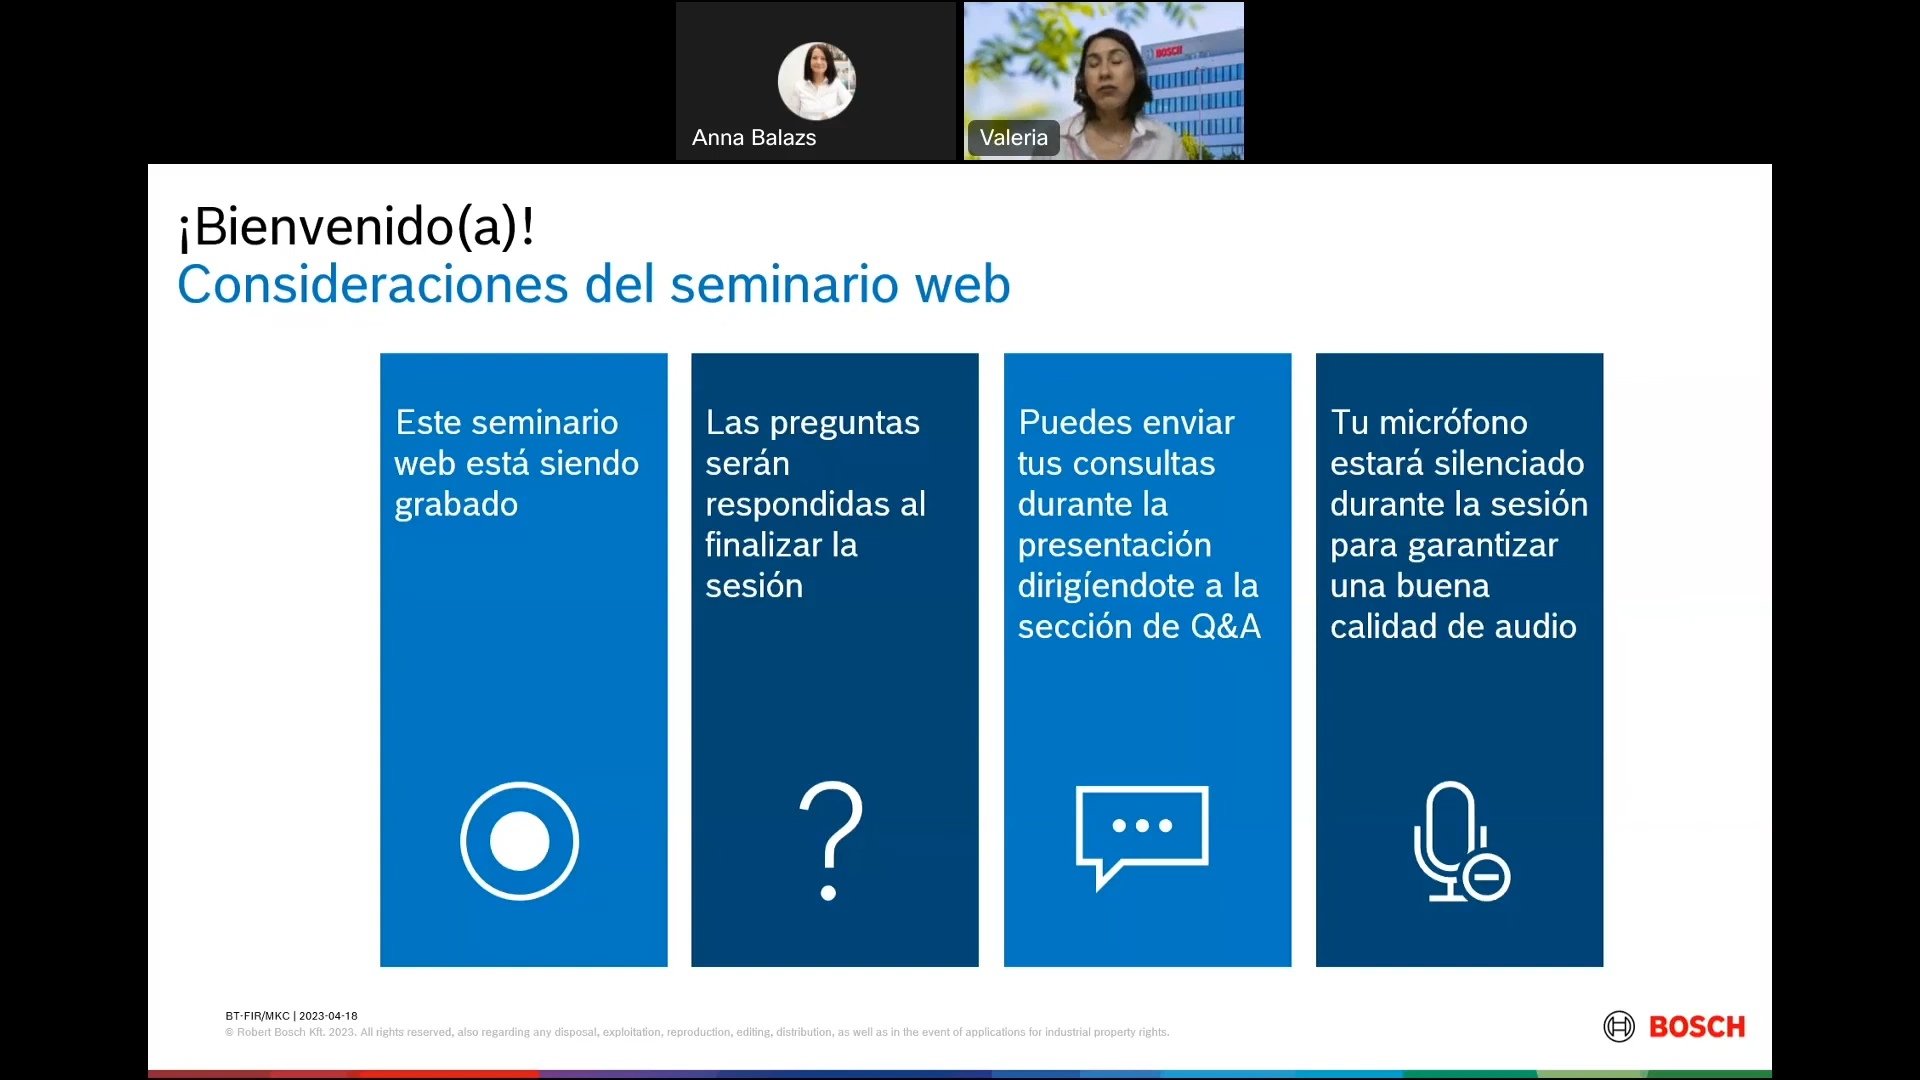 Anna Balazs
BOSCH
Valeria
¡Bienvenido(a)!
Consideraciones del seminario web
Este seminario
web está siendo
grabado
Las preguntas
serán
respondidas al
finalizar la
sesión
Puedes enviar
tus consultas
durante la
presentación
dirigíendote a la
sección de Q&A
Tu micrófono
estará silenciado
durante la sesión
para garantizar
una buena
calidad de audio
BT-FIR/MKC | 2023-04-18
© Robert Bosch Kft. 2023. All rights reserved, also regarding any disposal, exploitation, reproduction, editing, distribution, as well as in the event of applications for industrial property rights.
BOSCH